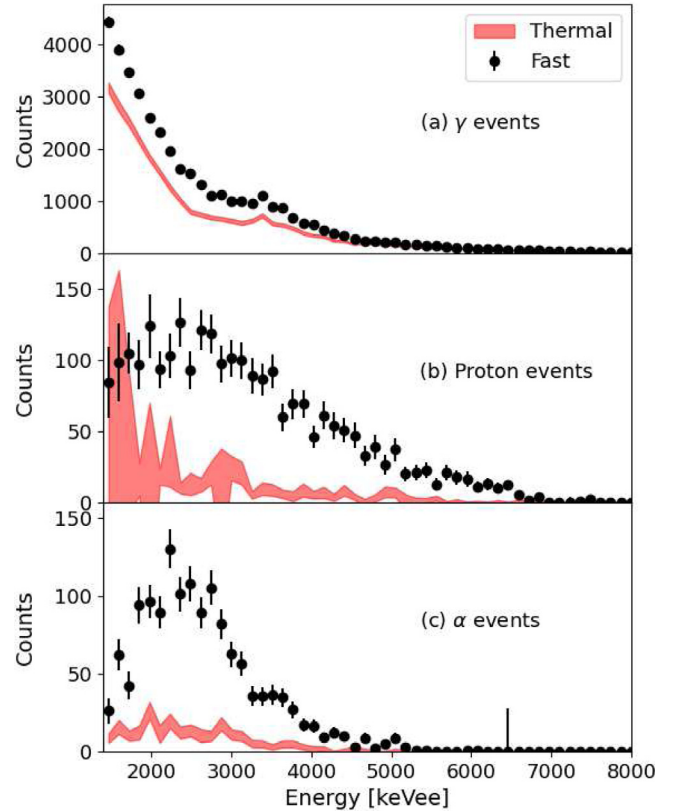 4000
3000
2000
1000
0
Counts
Thermal
Fast
(a) γ events
150
100
50
0
Counts
(b) Proton events
150
100
50
0
Counts
(c) α events
2000 3000 4000 5000 6000 7000 8000
Energy [keVee]